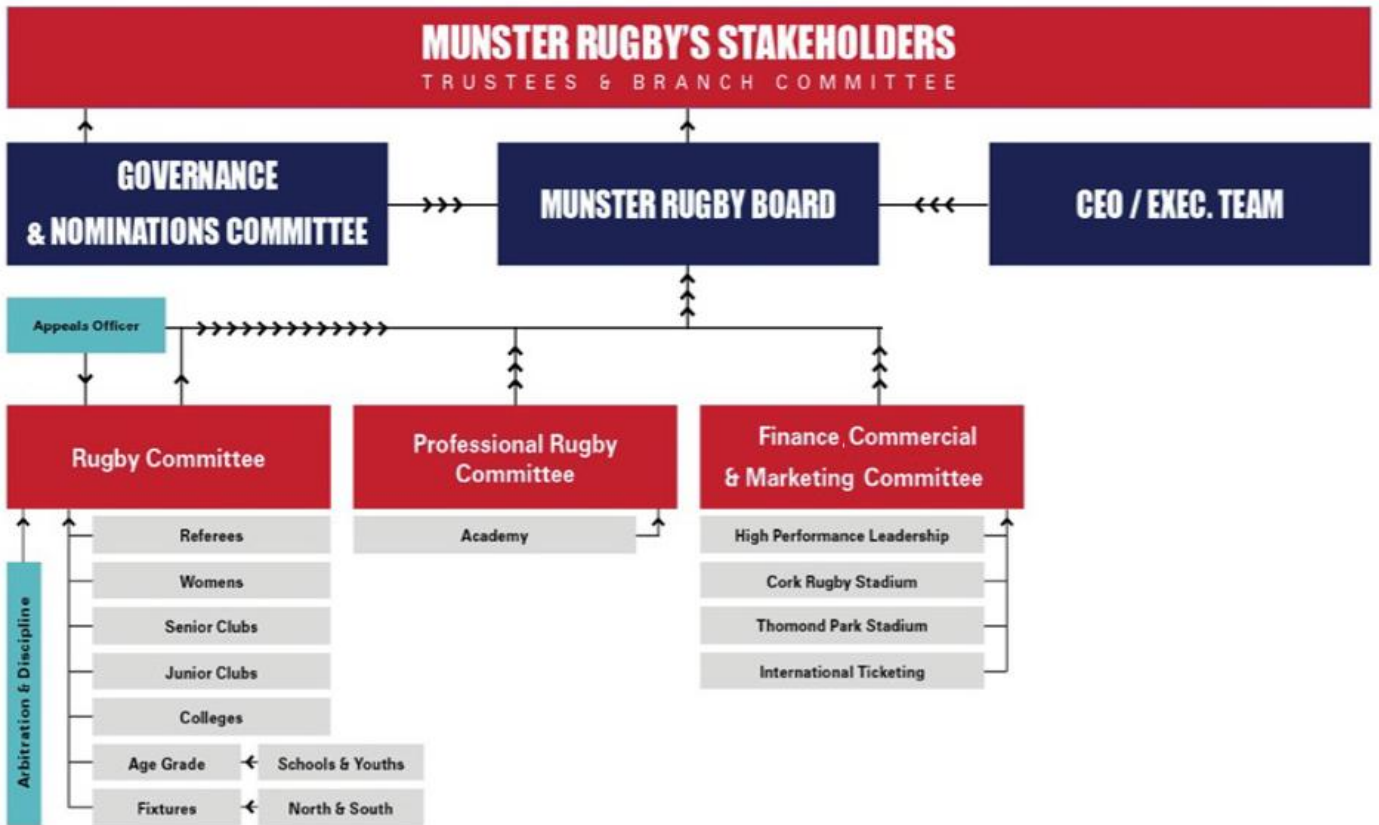 MUNSTER RUGBY'S STAKEHOLDERS
TRUSTEES & BRANCH COMMITTEE
GOVERNANCE
& NOMINATIONS COMMITTEE
MUNSTER RUGBY BOARD
CEO / EXEC. TEAM
Appeals Officer
Rugby Committee
Professional Rugby
Committee
Finance, Commercial
& Marketing Committee
Arbitration & Discipline
Referees
Womens
Senior Clubs
Junior Clubs
Colleges
Age Grade
Schools & Youths
Fixtures
North & South
Academy
High Performance Leadership
Cork Rugby Stadium
Thomond Park Stadium
International Ticketing